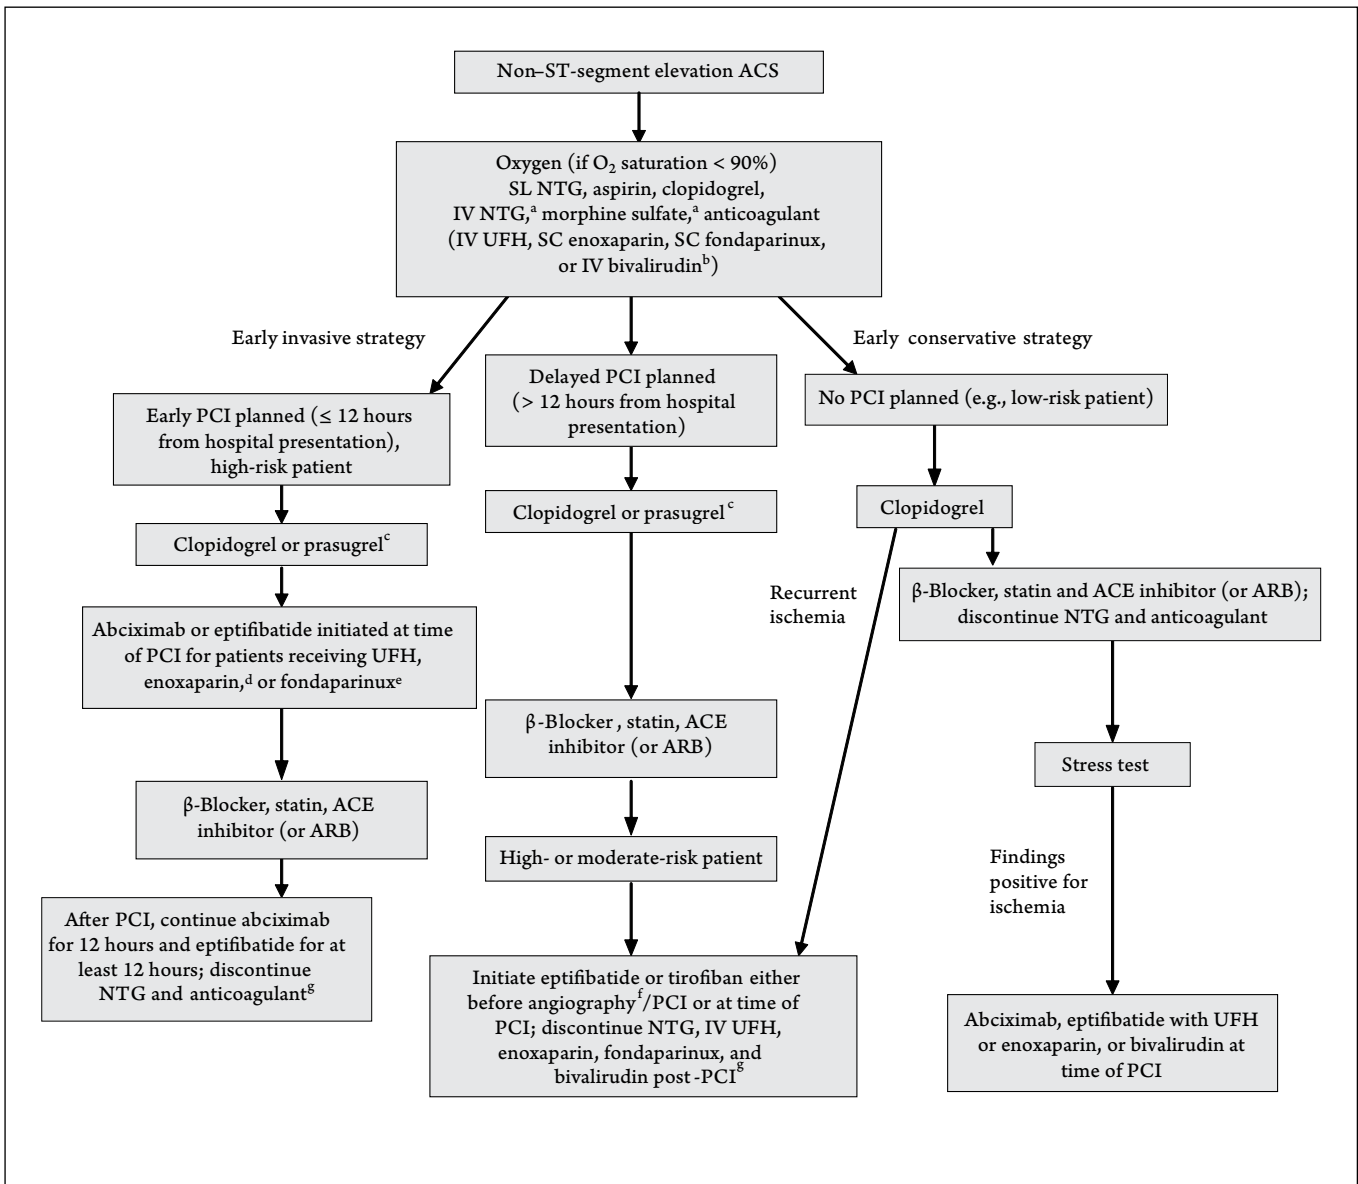 Non–ST-segment elevation ACS
Oxygen (if O₂ saturation < 90%)
SL NTG, aspirin, clopidogrel,
IV NTG,ᵃ morphine sulfate,ᵃ anticoagulant
(IV UFH, SC enoxaparin, SC fondaparinux,
or IV bivalirudinᵇ)
Early invasive strategy
Early PCI planned (≤ 12 hours
from hospital presentation),
high-risk patient
Clopidogrel or prasugrelᶜ
Abciximab or eptifibatide initiated at time
of PCI for patients receiving UFH,
enoxaparin,ᵈ or fondaparinuxᵉ
β-Blocker, statin, ACE
inhibitor (or ARB)
After PCI, continue abciximab
for 12 hours and eptifibatide for at
least 12 hours; discontinue
NTG and anticoagulantᵍ
Delayed PCI planned
(> 12 hours from hospital
presentation)
Clopidogrel or prasugrelᶜ
β-Blocker, statin, ACE
inhibitor (or ARB)
High- or moderate-risk patient
Initiate eptifibatide or tirofiban either
before angiographyᶠ/PCI or at time of
PCI; discontinue NTG, IV UFH,
enoxaparin, fondaparinux, and
bivalirudin post-PCIᵍ
Early conservative strategy
No PCI planned (e.g., low-risk patient)
Clopidogrel
Recurrent
ischemia
β-Blocker, statin and ACE inhibitor (or ARB);
discontinue NTG and anticoagulant
Stress test
Findings
positive for
ischemia
Abciximab, eptifibatide with UFH
or enoxaparin, or bivalirudin at
time of PCI